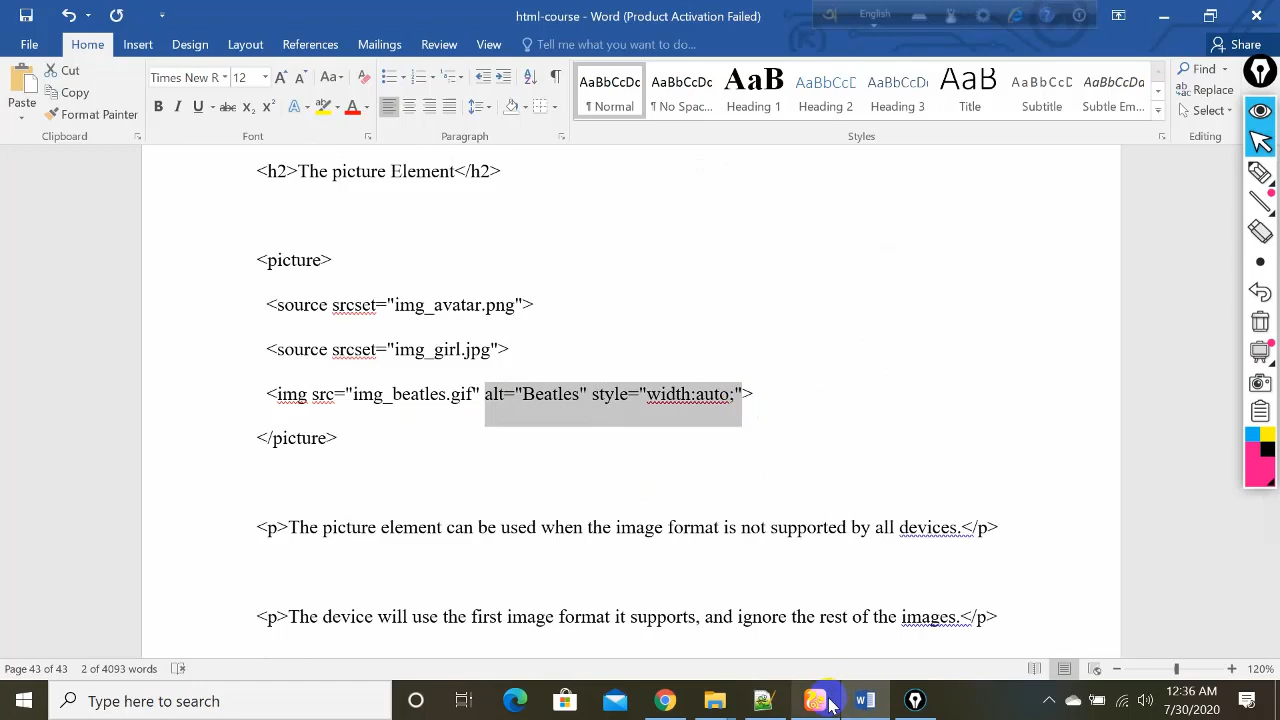 html-course - Word (Product Activation Failed)
English
File Home Insert Design Layout References Mailings Review View Tell me what you want to do... Share
Paste
Cut
Copy
Format Painter
Clipboard
Times New R 12
Font
Paragraph
AaBbCcDc ¶ Normal
AaBbCcDc ¶ No Spac...
AaB Heading 1
AaBbCcD Heading 2
AaBbCcDc Heading 3
AaB Title
AaBbCcDc Subtitle
AaBbCcDc Subtle Em...
Styles
Find
Replace
Select
Editing
<h2>The picture Element</h2>
<picture>
<source srcset="img_avatar.png">
<source srcset="img_girl.jpg">
<img src="img_beatles.gif" alt="Beatles" style="width:auto;">
</picture>
<p>The picture element can be used when the image format is not supported by all devices.</p>
<p>The device will use the first image format it supports, and ignore the rest of the images.</p>
Page 43 of 43 2 of 4093 words 120%
Type here to search
12:36 AM
7/30/2020